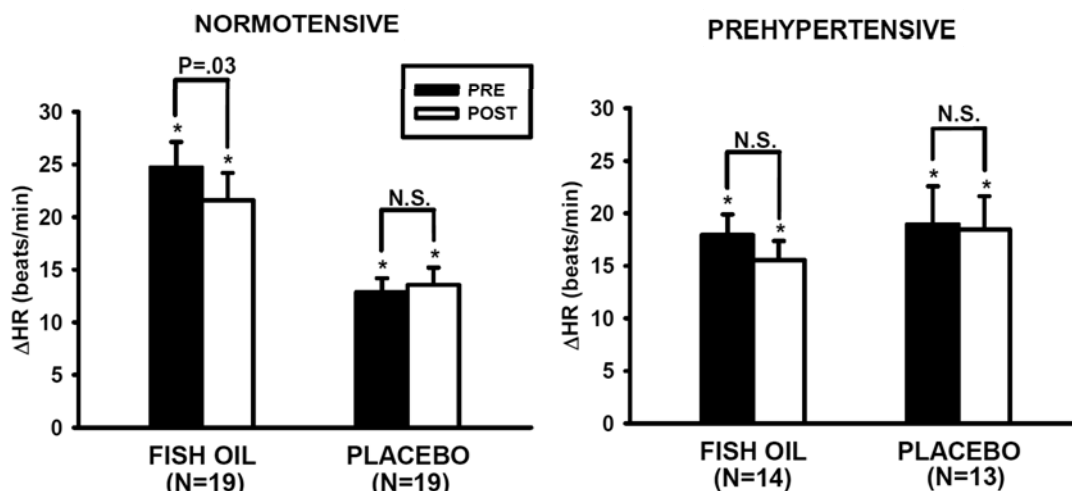 NORMOTENSIVE
P=.03
PRE
POST
30
25
20
15
10
5
0
ΔHR (beats/min)
*
*
N.S.
*
*
FISH OIL
(N=19)
PLACEBO
(N=19)
PREHYPERTENSIVE
30
25
20
15
10
5
0
ΔHR (beats/min)
N.S.
*
*
N.S.
*
*
FISH OIL
(N=14)
PLACEBO
(N=13)